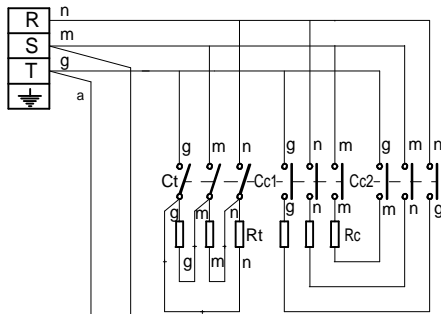 R n
S m
T g
a
g m n g n m g m n
Ct Cc1 Cc2
g m n g n m m n g
Rt Rc
g m n